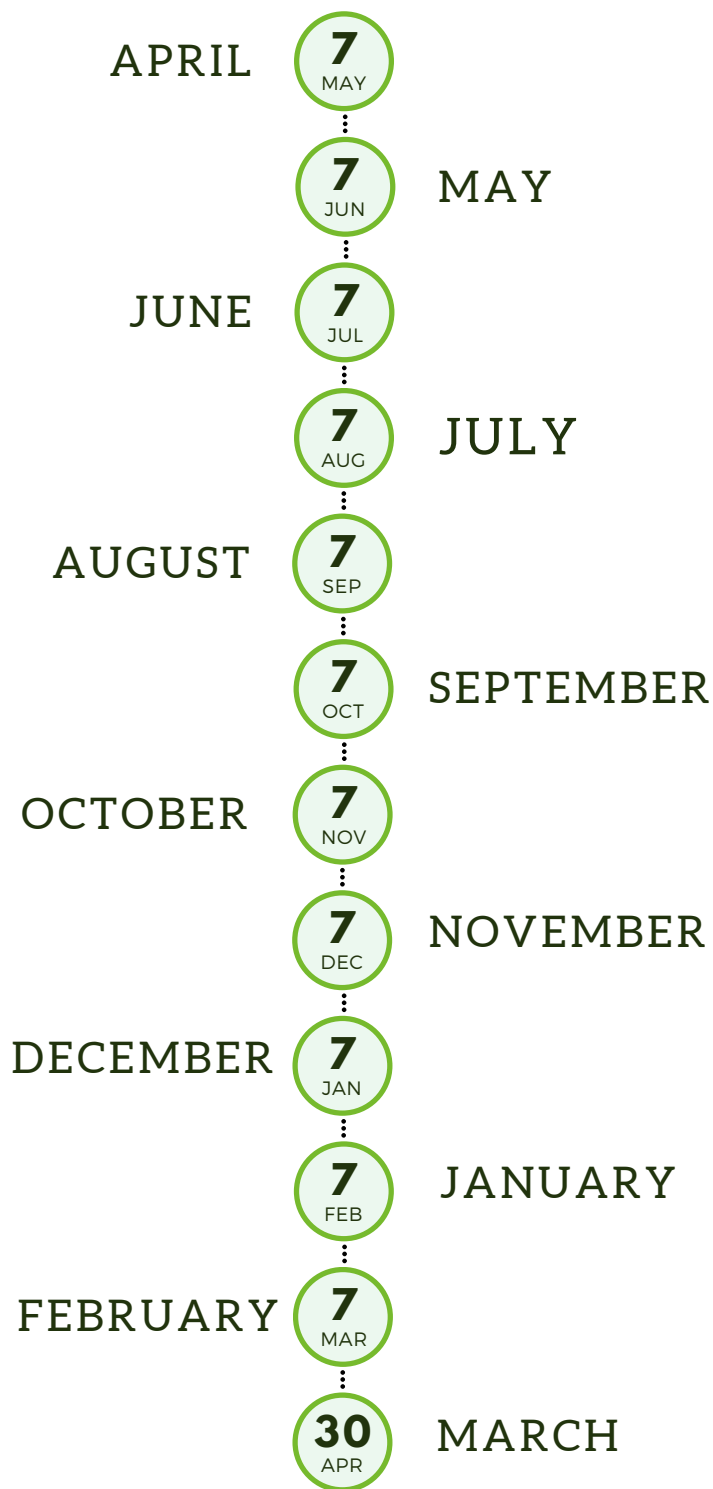 APRIL
7
MAY
7
JUN
MAY
JUNE
7
JUL
7
AUG
JULY
AUGUST
7
SEP
7
OCT
SEPTEMBER
OCTOBER
7
NOV
7
DEC
NOVEMBER
DECEMBER
7
JAN
7
FEB
JANUARY
FEBRUARY
7
MAR
30
APR
MARCH